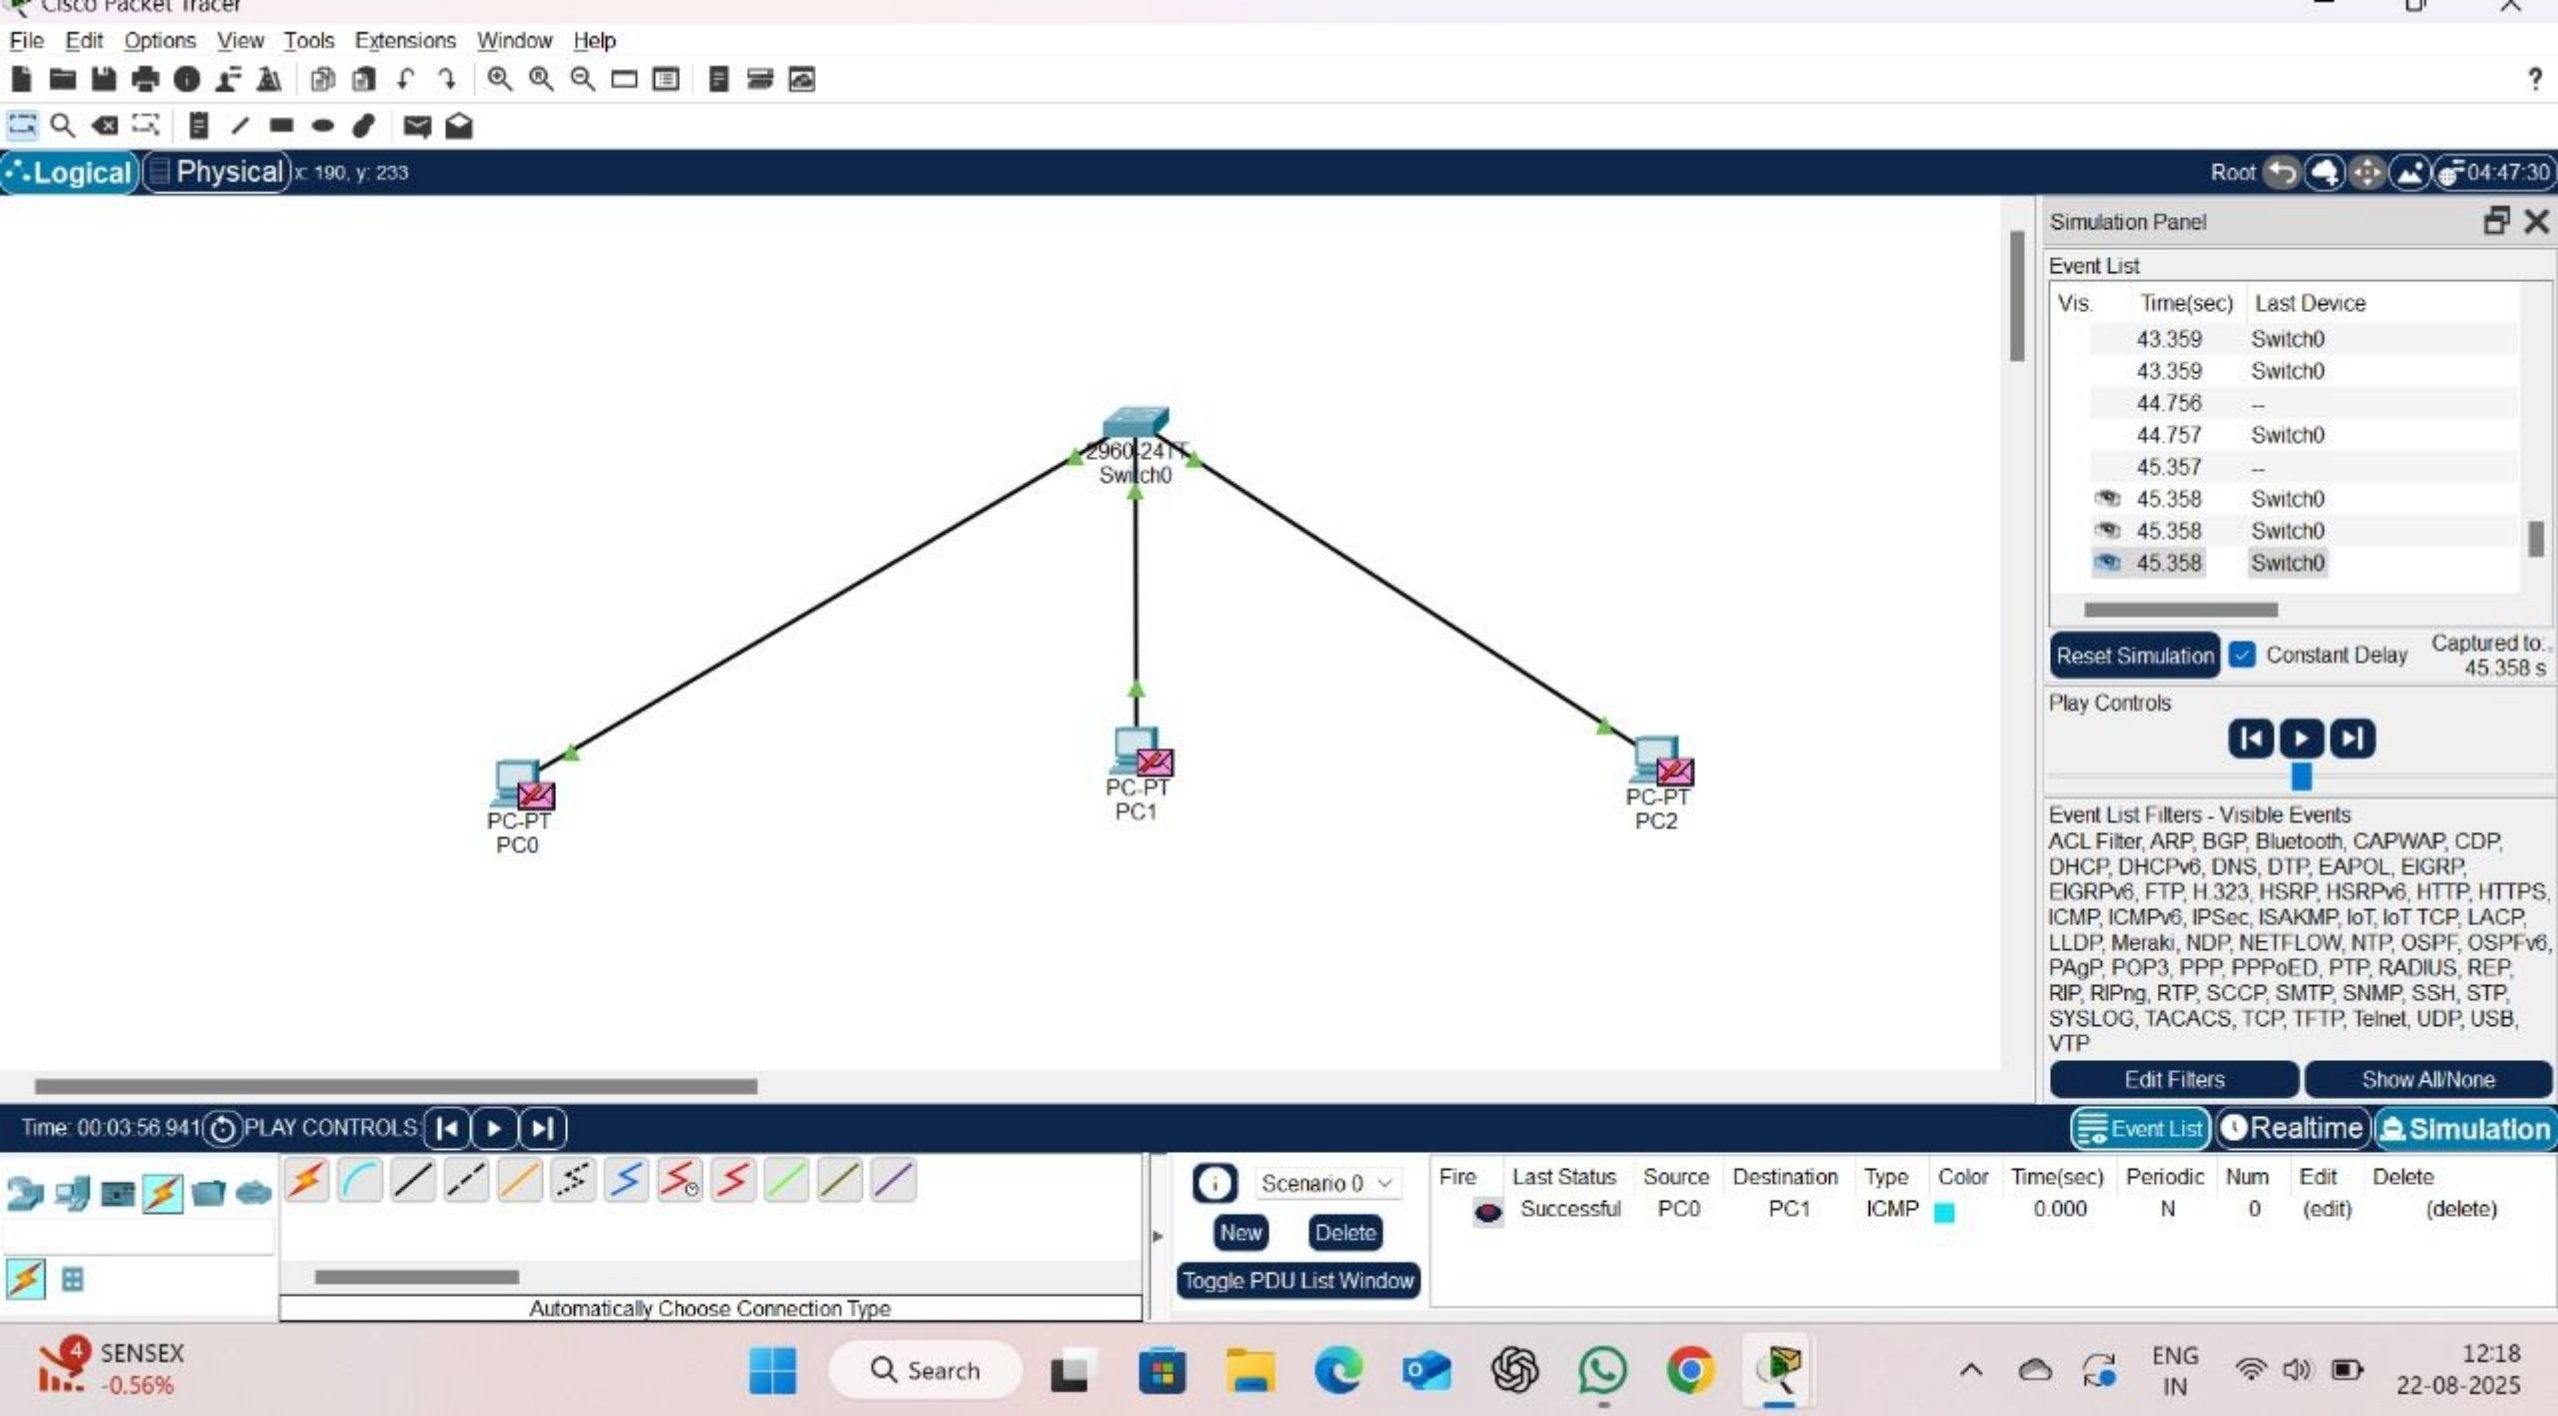 Cisco Packet Tracer
File Edit Options View Tools Extensions Window Help
?
Logical Physical x: 190, y: 233 Root 04:47:30
Simulation Panel
Event List
Vis. Time(sec) Last Device
43.359 Switch0
43.359 Switch0
44.756 --
44.757 Switch0
45.357 --
45.358 Switch0
45.358 Switch0
45.358 Switch0
Reset Simulation Constant Delay Captured to:
45.358 s
Play Controls
2960-24TT
Switch0
PC-PT
PC0
PC-PT
PC1
PC-PT
PC2
Event List Filters - Visible Events
ACL Filter, ARP, BGP, Bluetooth, CAPWAP, CDP,
DHCP, DHCPv6, DNS, DTP, EAPOL, EIGRP,
EIGRPv6, FTP, H.323, HSRP, HSRPv6, HTTP, HTTPS,
ICMP, ICMPv6, IPSec, ISAKMP, IoT, IoT TCP, LACP,
LLDP, Meraki, NDP, NETFLOW, NTP, OSPF, OSPFv6,
PAgP, POP3, PPP, PPPoED, PTP, RADIUS, REP,
RIP, RIPng, RTP, SCCP, SMTP, SNMP, SSH, STP,
SYSLOG, TACACS, TCP, TFTP, Telnet, UDP, USB,
VTP
Edit Filters Show All/None
Time: 00:03:56.941 PLAY CONTROLS: Event List Realtime Simulation
Scenario 0
New Delete
Toggle PDU List Window
Fire Last Status Source Destination Type Color Time(sec) Periodic Num Edit Delete
Successful PC0 PC1 ICMP 0.000 N 0 (edit) (delete)
Automatically Choose Connection Type
4 SENSEX
-0.56%
Search
ENG
IN
12:18
22-08-2025